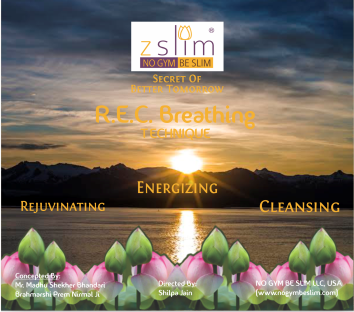 zslim®
NO GYM BE SLIM
SECRET OF
BETTER TOMORROW
R.E.C. Breathing
TECHNIQUE
ENERGIZING
REJUVINATING
CLEANSING
Concepted By:
Mr. Madhu Shekher Bhandari
Brahmarshi Prem Nirmal Ji
Directed By:
Shilpa Jain
NO GYM BE SLIM LLC, USA
(www.nogymbeslim.com)